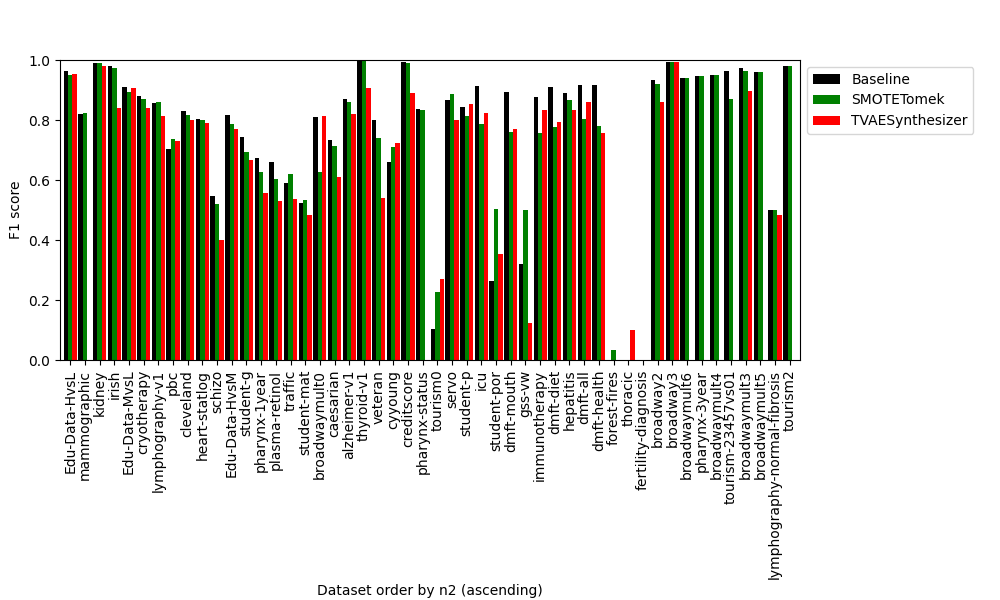 Baseline
SMOTETomek
TVAESynthesizer
F1 score
1.0
0.8
0.6
0.4
0.2
0.0
Edu-Data-HvsL
mammographic
kidney
irish
Edu-Data-MvsL
cryotherapy
lymphography-v1
pbc
cleveland
heart-statlog
schizo
Edu-Data-HvsM
student-g
pharynx-1year
plasma-retinol
traffic
student-mat
broadwaymult0
caesarian
alzheimer-v1
thyroid-v1
veteran
cyyoung
creditscore
pharynx-status
tourism0
servo
student-p
icu
student-por
dmft-mouth
gss-vw
immunotherapy
dmft-diet
hepatitis
dmft-all
dmft-health
forest-fires
thoracic
fertility-diagnosis
broadway2
broadway3
broadwaymult6
pharynx-3year
broadwaymult4
tourism-23457vs01
broadwaymult3
broadwaymult5
lymphography-normal-fibrosis
tourism2
Dataset order by n2 (ascending)